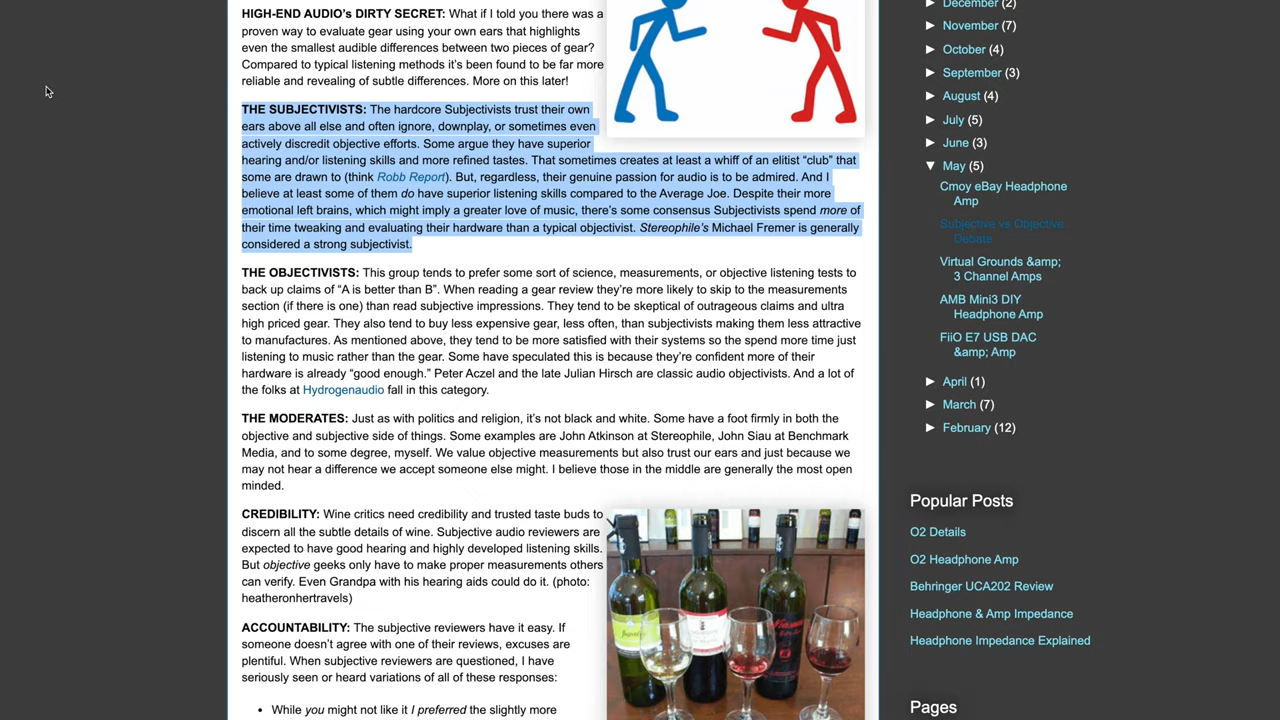 HIGH-END AUDIO's DIRTY SECRET: What if I told you there was a
proven way to evaluate gear using your own ears that highlights
even the smallest audible differences between two pieces of gear?
Compared to typical listening methods it's been found to be far more
reliable and revealing of subtle differences. More on this later!
THE SUBJECTIVISTS: The hardcore Subjectivists trust their own
ears above all else and often ignore, downplay, or sometimes even
actively discredit objective efforts. Some argue they have superior
hearing and/or listening skills and more refined tastes. That sometimes creates at least a whiff of an elitist “club” that
some are drawn to (think Robb Report). But, regardless, their genuine passion for audio is to be admired. And I
believe at least some of them do have superior listening skills compared to the Average Joe. Despite their more
emotional left brains, which might imply a greater love of music, there's some consensus Subjectivists spend more of
their time tweaking and evaluating their hardware than a typical objectivist. Stereophile's Michael Fremer is generally
considered a strong subjectivist.
THE OBJECTIVISTS: This group tends to prefer some sort of science, measurements, or objective listening tests to
back up claims of “A is better than B”. When reading a gear review they're more likely to skip to the measurements
section (if there is one) than read subjective impressions. They tend to be skeptical of outrageous claims and ultra
high priced gear. They also tend to buy less expensive gear, less often, than subjectivists making them less attractive
to manufactures. As mentioned above, they tend to be more satisfied with their systems so the spend more time just
listening to music rather than the gear. Some have speculated this is because they're confident more of their
hardware is already “good enough.” Peter Aczel and the late Julian Hirsch are classic audio objectivists. And a lot of
the folks at Hydrogenaudio fall in this category.
THE MODERATES: Just as with politics and religion, it's not black and white. Some have a foot firmly in both the
objective and subjective side of things. Some examples are John Atkinson at Stereophile, John Siau at Benchmark
Media, and to some degree, myself. We value objective measurements but also trust our ears and just because we
may not hear a difference we accept someone else might. I believe those in the middle are generally the most open
minded.
CREDIBILITY: Wine critics need credibility and trusted taste buds to
discern all the subtle details of wine. Subjective audio reviewers are
expected to have good hearing and highly developed listening skills.
But objective geeks only have to make proper measurements others
can verify. Even Grandpa with his hearing aids could do it. (photo:
heatheronhertravels)
ACCOUNTABILITY: The subjective reviewers have it easy. If
someone doesn't agree with one of their reviews, excuses are
plentiful. When subjective reviewers are questioned, I have
seriously seen or heard variations of all of these responses:
• While you might not like it I preferred the slightly more
► December (2)
► November (7)
► October (4)
► September (3)
► August (4)
► July (5)
► June (3)
▼ May (5)
Cmoy eBay Headphone
Amp
Subjective vs Objective
Debate
Virtual Grounds &amp;
3 Channel Amps
AMB Mini3 DIY
Headphone Amp
FiiO E7 USB DAC
&amp; Amp
► April (1)
► March (7)
► February (12)
Popular Posts
O2 Details
O2 Headphone Amp
Behringer UCA202 Review
Headphone & Amp Impedance
Headphone Impedance Explained
Pages